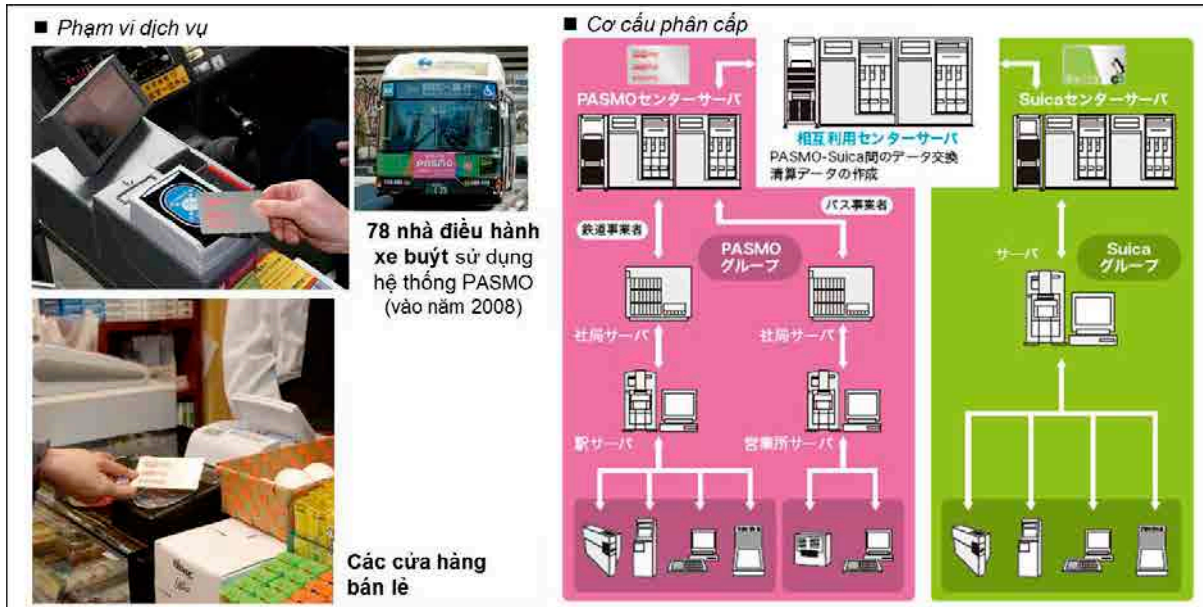 ■ Phạm vi dịch vụ
78 nhà điều hành
xe buýt sử dụng
hệ thống PASMO
(vào năm 2008)
Các cửa hàng
bán lẻ
■ Cơ cấu phân cấp
PASMOセンターサーバ
相互利用センターサーバ
PASMO-Suica間のデータ交換
清算データの作成
Suicaセンターサーバ
鉄道事業者
バス事業者
PASMO
グループ
社局サーバ
社局サーバ
駅サーバ
営業所サーバ
サーバ
Suica
グループ
PASMO